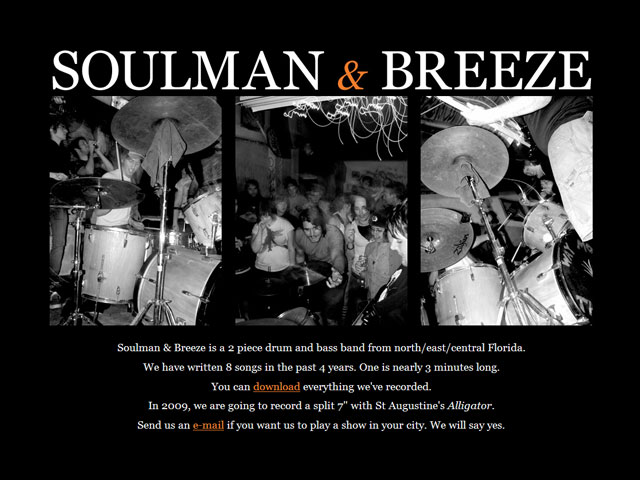 SOULMAN & BREEZE
Soulman & Breeze is a 2 piece drum and bass band from north/east/central Florida.
We have written 8 songs in the past 4 years. One is nearly 3 minutes long.
You can download everything we've recorded.
In 2009, we are going to record a split 7" with St Augustine's Alligator.
Send us an e-mail if you want us to play a show in your city. We will say yes.